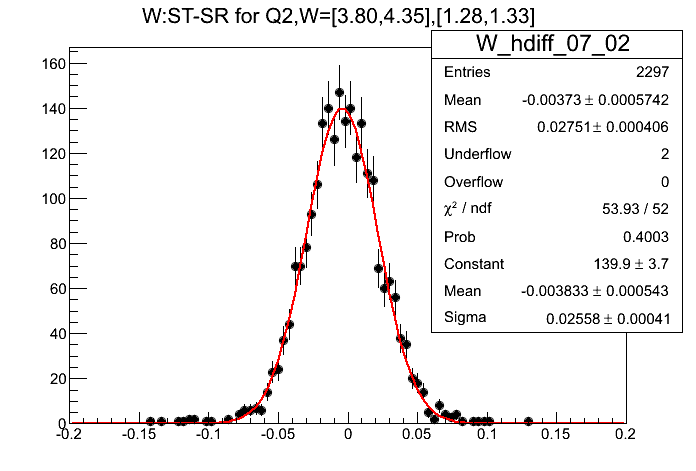 W:ST-SR for Q2,W=[3.80,4.35],[1.28,1.33]
W_hdiff_07_02
Entries 2297
Mean -0.00373 ± 0.0005742
RMS 0.02751± 0.000406
Underflow 2
Overflow 0
χ² / ndf 53.93 / 52
Prob 0.4003
Constant 139.9 ± 3.7
Mean -0.003833 ± 0.000543
Sigma 0.02558 ± 0.00041
160
140
120
100
80
60
40
20
0
-0.2 -0.15 -0.1 -0.05 0 0.05 0.1 0.15 0.2